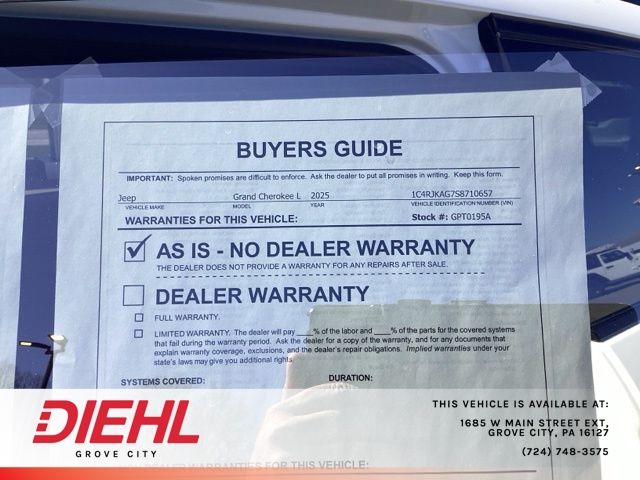 BUYERS GUIDE
IMPORTANT: Spoken promises are difficult to enforce. Ask the dealer to put all promises in writing. Keep this form.
Jeep Grand Cherokee L 2025 1C4RJKAG7S8710657
VEHICLE MAKE MODEL YEAR VEHICLE IDENTIFICATION NUMBER (VIN)
WARRANTIES FOR THIS VEHICLE: Stock #: GPT0195A
AS IS - NO DEALER WARRANTY
THE DEALER DOES NOT PROVIDE A WARRANTY FOR ANY REPAIRS AFTER SALE.
DEALER WARRANTY
FULL WARRANTY.
LIMITED WARRANTY. The dealer will pay ____% of the labor and ____% of the parts for the covered systems
that fail during the warranty period. Ask the dealer for a copy of the warranty, and for any documents that
explain warranty coverage, exclusions, and the dealer's repair obligations. Implied warranties under your
state's laws may give you additional rights.
SYSTEMS COVERED: DURATION:
NON-DEALER WARRANTIES FOR THIS VEHICLE:
DIEHL
GROVE CITY
THIS VEHICLE IS AVAILABLE AT:
1685 W MAIN STREET EXT,
GROVE CITY, PA 16127
(724) 748-3575